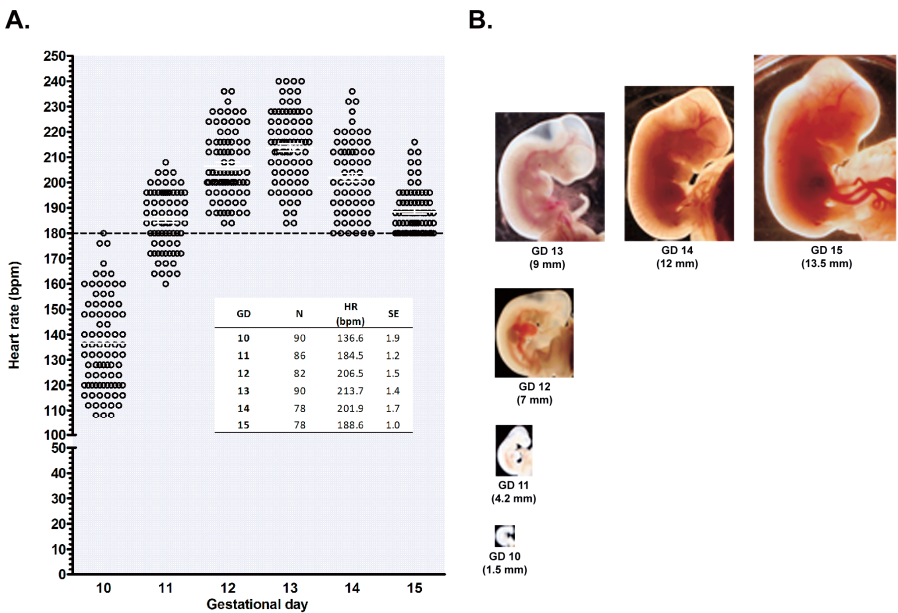 A.
B.
250
240
230
220
210
200
190
180
170
160
150
140
130
120
110
100
50
40
30
20
10
0
Heart rate (bpm)
10 11 12 13 14 15
Gestational day
GD N HR (bpm) SE
10 90 136.6 1.9
11 86 184.5 1.2
12 82 206.5 1.5
13 90 213.7 1.4
14 78 201.9 1.7
15 78 188.6 1.0
GD 13
(9 mm)
GD 14
(12 mm)
GD 15
(13.5 mm)
GD 12
(7 mm)
GD 11
(4.2 mm)
GD 10
(1.5 mm)